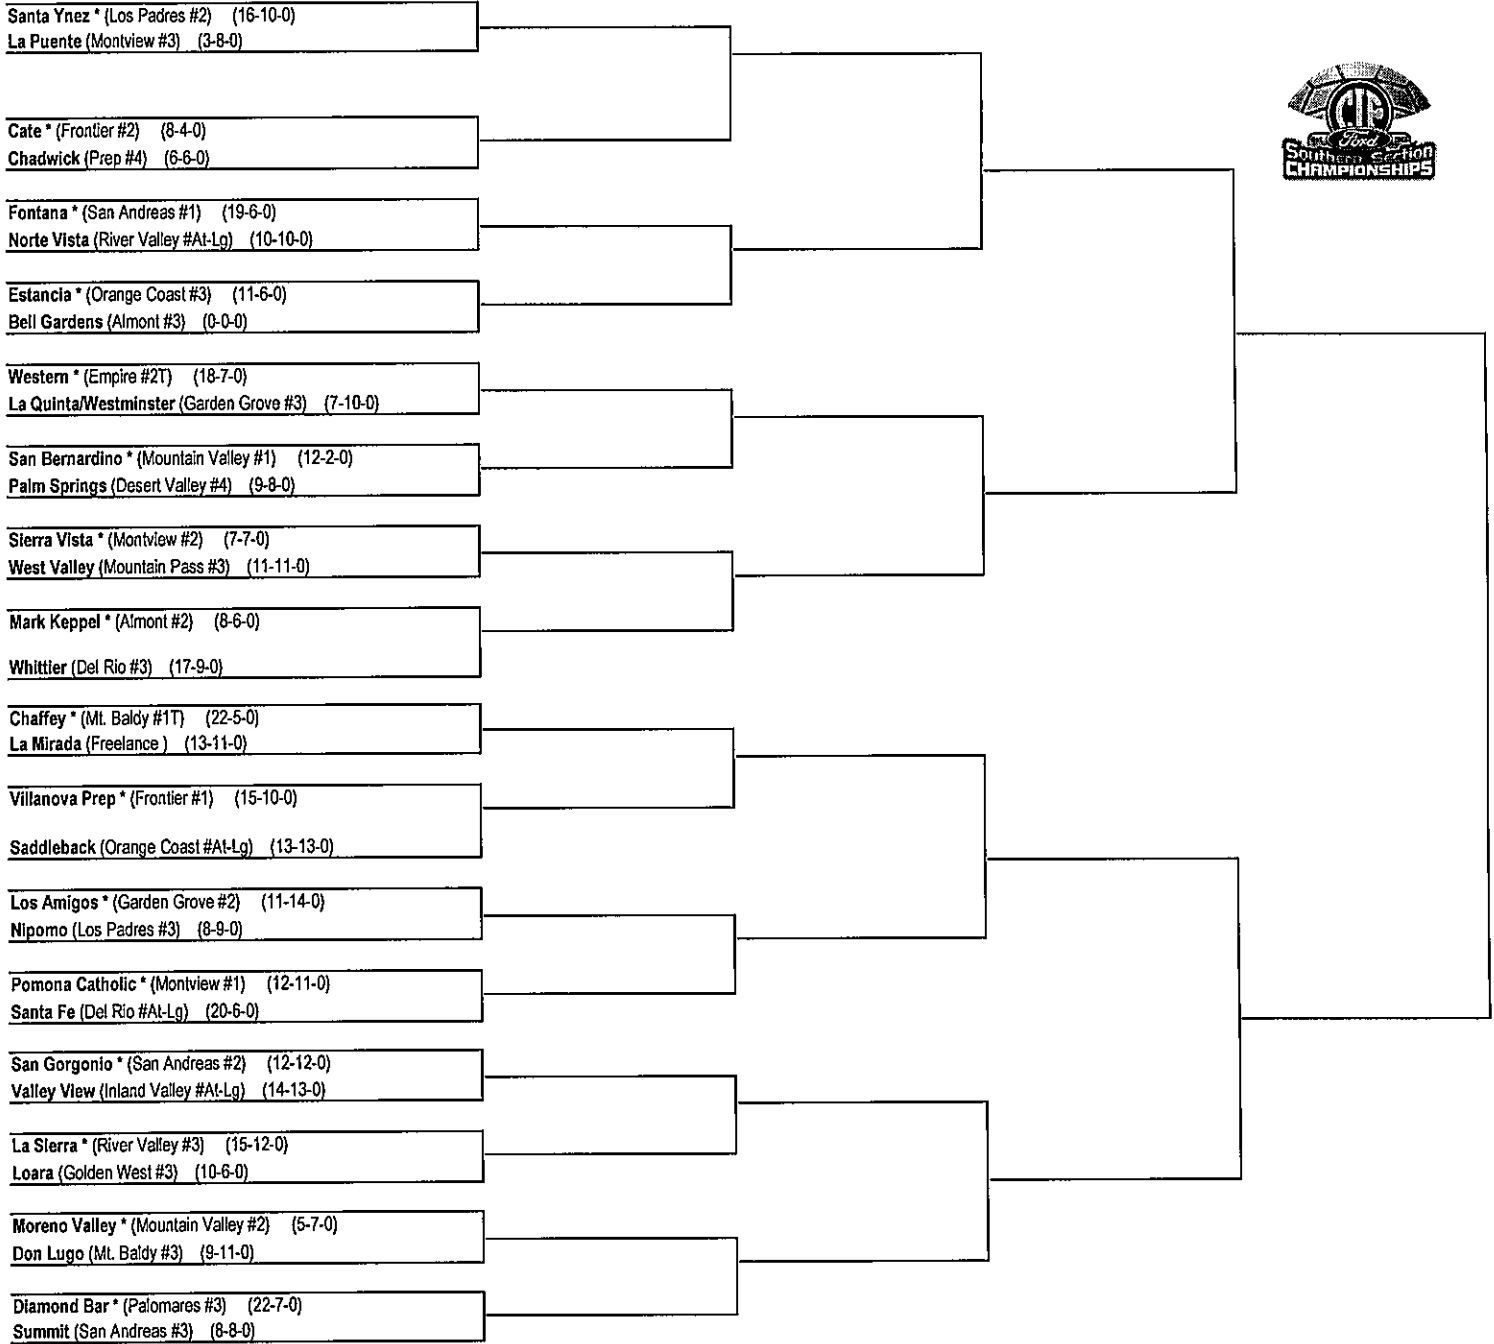 Santa Ynez * (Los Padres #2) (16-10-0)
La Puente (Montview #3) (3-8-0)
Cate * (Frontier #2) (8-4-0)
Chadwick (Prep #4) (6-6-0)
Fontana * (San Andreas #1) (19-6-0)
Norte Vista (River Valley #At-Lg) (10-10-0)
Estancia * (Orange Coast #3) (11-6-0)
Bell Gardens (Almont #3) (0-0-0)
Western * (Empire #2T) (18-7-0)
La Quinta/Westminster (Garden Grove #3) (7-10-0)
San Bernardino * (Mountain Valley #1) (12-2-0)
Palm Springs (Desert Valley #4) (9-8-0)
Sierra Vista * (Montview #2) (7-7-0)
West Valley (Mountain Pass #3) (11-11-0)
Mark Keppel * (Almont #2) (8-6-0)
Whittier (Del Rio #3) (17-9-0)
Chaffey * (Mt. Baldy #1T) (22-5-0)
La Mirada (Freelance ) (13-11-0)
Villanova Prep * (Frontier #1) (15-10-0)
Saddleback (Orange Coast #At-Lg) (13-13-0)
Los Amigos * (Garden Grove #2) (11-14-0)
Nipomo (Los Padres #3) (8-9-0)
Pomona Catholic * (Montview #1) (12-11-0)
Santa Fe (Del Rio #At-Lg) (20-6-0)
San Gorgonio * (San Andreas #2) (12-12-0)
Valley View (Inland Valley #At-Lg) (14-13-0)
La Sierra * (River Valley #3) (15-12-0)
Loara (Golden West #3) (10-6-0)
Moreno Valley * (Mountain Valley #2) (5-7-0)
Don Lugo (Mt. Baldy #3) (9-11-0)
Diamond Bar * (Palomares #3) (22-7-0)
Summit (San Andreas #3) (8-8-0)
CIF
Ford
Southern Section
CHAMPIONSHIPS